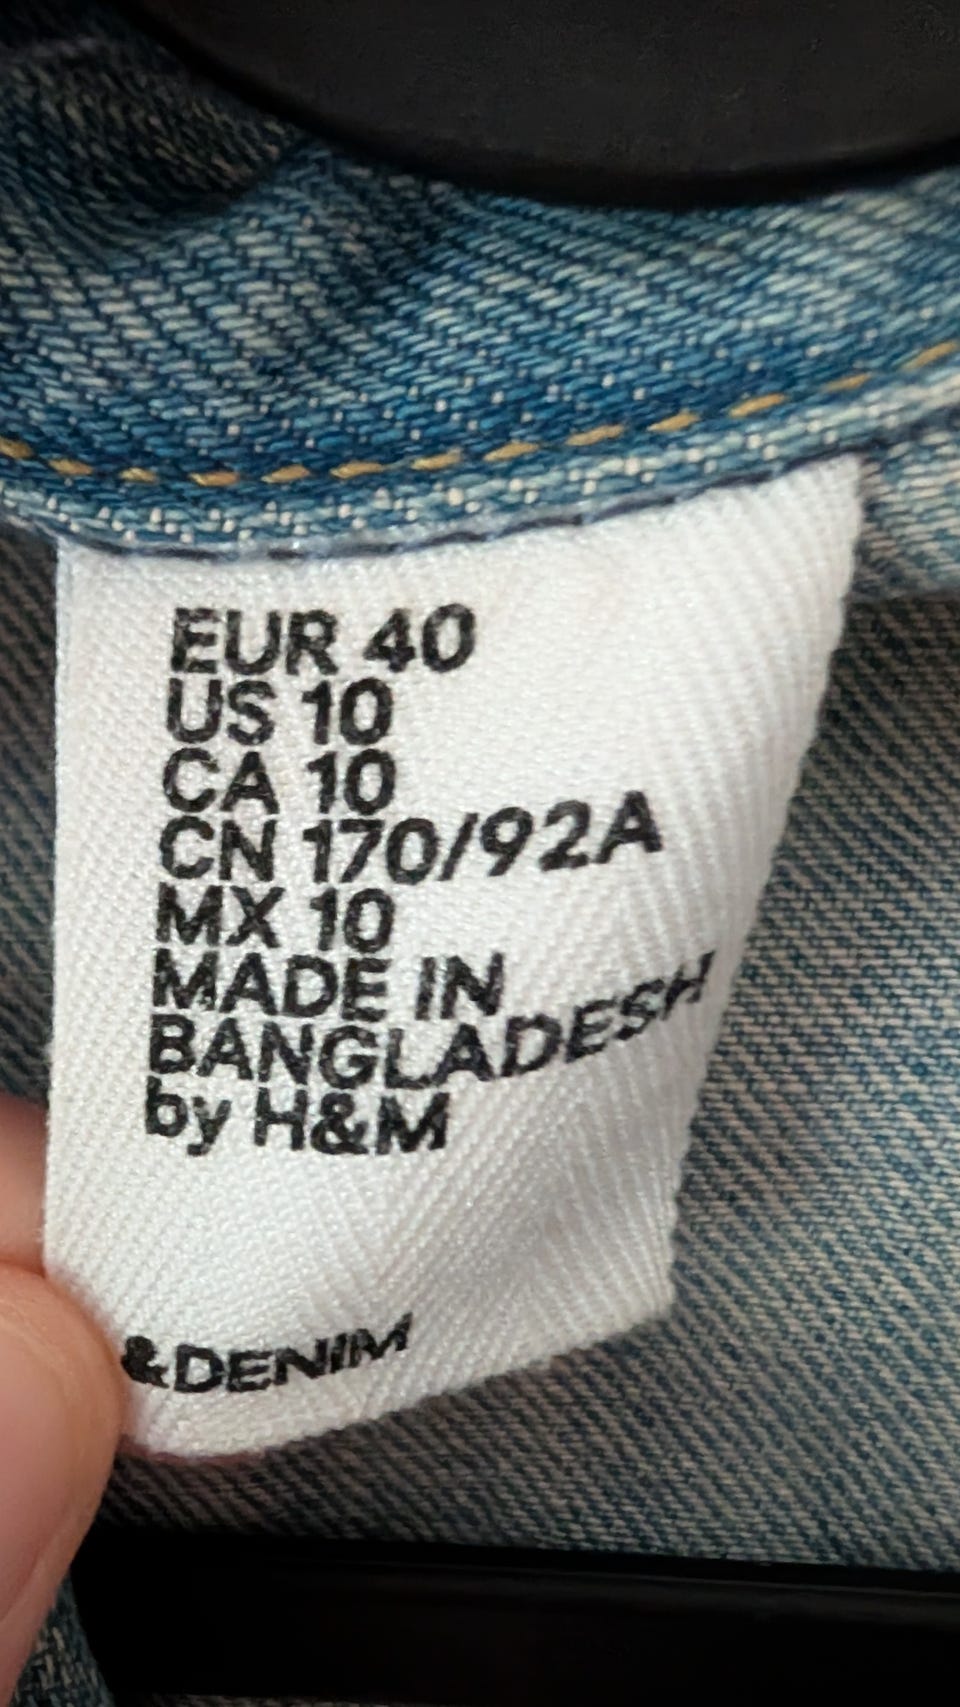 EUR 40
US 10
CA 10
CN 170/92A
MX 10
MADE IN
BANGLADESH
by H&M
&DENIM